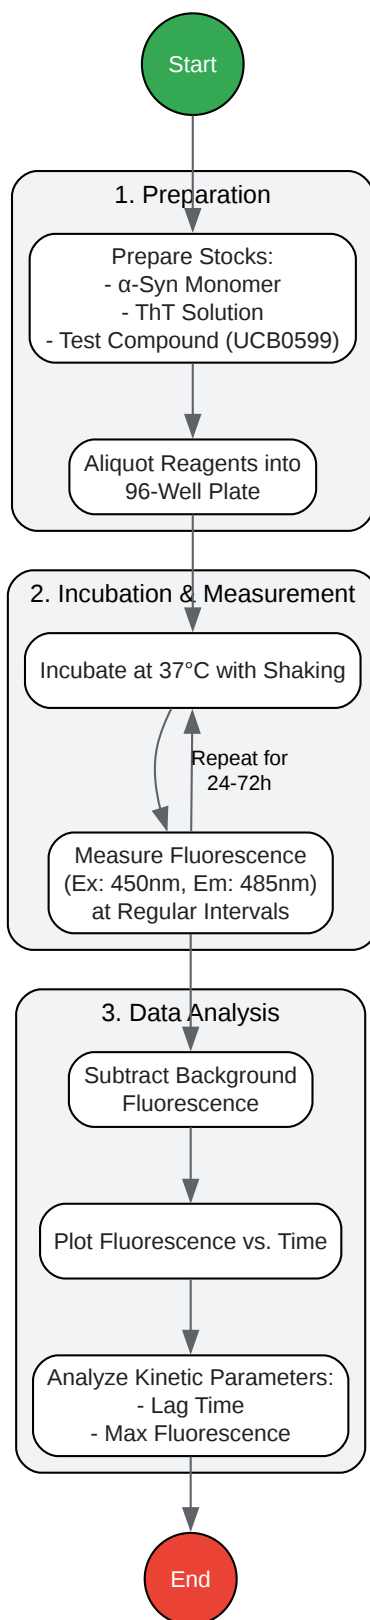 Start
1. Preparation
Prepare Stocks:
- α-Syn Monomer
- ThT Solution
- Test Compound (UCB0599)
Aliquot Reagents into
96-Well Plate
2. Incubation & Measurement
Incubate at 37°C with Shaking
Repeat for
24-72h
Measure Fluorescence
(Ex: 450nm, Em: 485nm)
at Regular Intervals
3. Data Analysis
Subtract Background
Fluorescence
Plot Fluorescence vs. Time
Analyze Kinetic Parameters:
- Lag Time
- Max Fluorescence
End